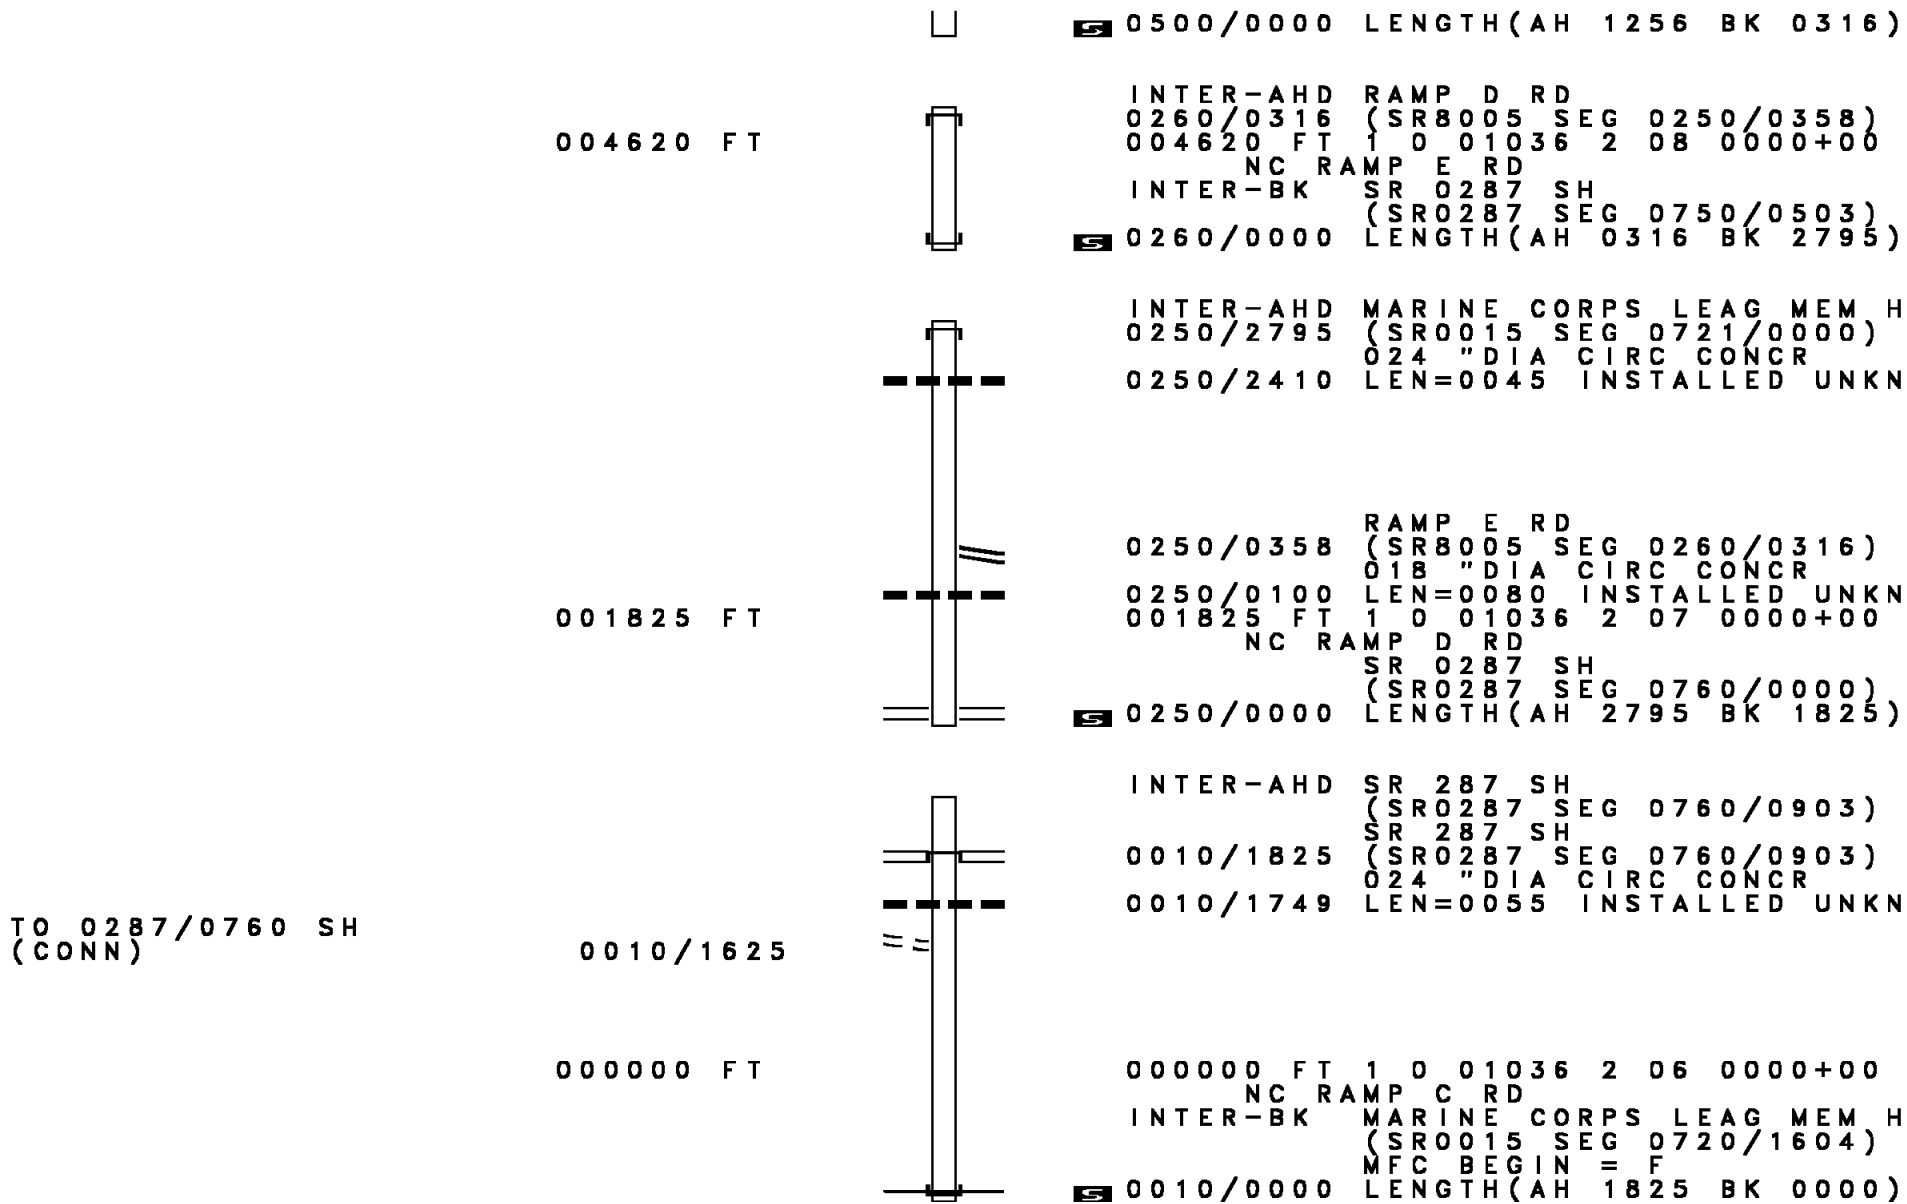 S 0500/0000 LENGTH(AH 1256 BK 0316)
INTER-AHD RAMP D RD
0260/0316 (SR8005 SEG 0250/0358)
004620 FT 004620 FT 1 0 01036 2 08 0000+00
NC RAMP E RD
INTER-BK SR 0287 SH
(SR0287 SEG 0750/0503)
S 0260/0000 LENGTH(AH 0316 BK 2795)
INTER-AHD MARINE CORPS LEAG MEM H
0250/2795 (SR0015 SEG 0721/0000)
024 "DIA CIRC CONCR
0250/2410 LEN=0045 INSTALLED UNKN
RAMP E RD
0250/0358 (SR8005 SEG 0260/0316)
018 "DIA CIRC CONCR
0250/0100 LEN=0080 INSTALLED UNKN
001825 FT 001825 FT 1 0 01036 2 07 0000+00
NC RAMP D RD
SR 0287 SH
(SR0287 SEG 0760/0000)
S 0250/0000 LENGTH(AH 2795 BK 1825)
INTER-AHD SR 287 SH
(SR0287 SEG 0760/0903)
SR 287 SH
0010/1825 (SR0287 SEG 0760/0903)
024 "DIA CIRC CONCR
0010/1749 LEN=0055 INSTALLED UNKN
TO 0287/0760 SH
(CONN) 0010/1625
000000 FT 000000 FT 1 0 01036 2 06 0000+00
NC RAMP C RD
INTER-BK MARINE CORPS LEAG MEM H
(SR0015 SEG 0720/1604)
MFC BEGIN = F
S 0010/0000 LENGTH(AH 1825 BK 0000)